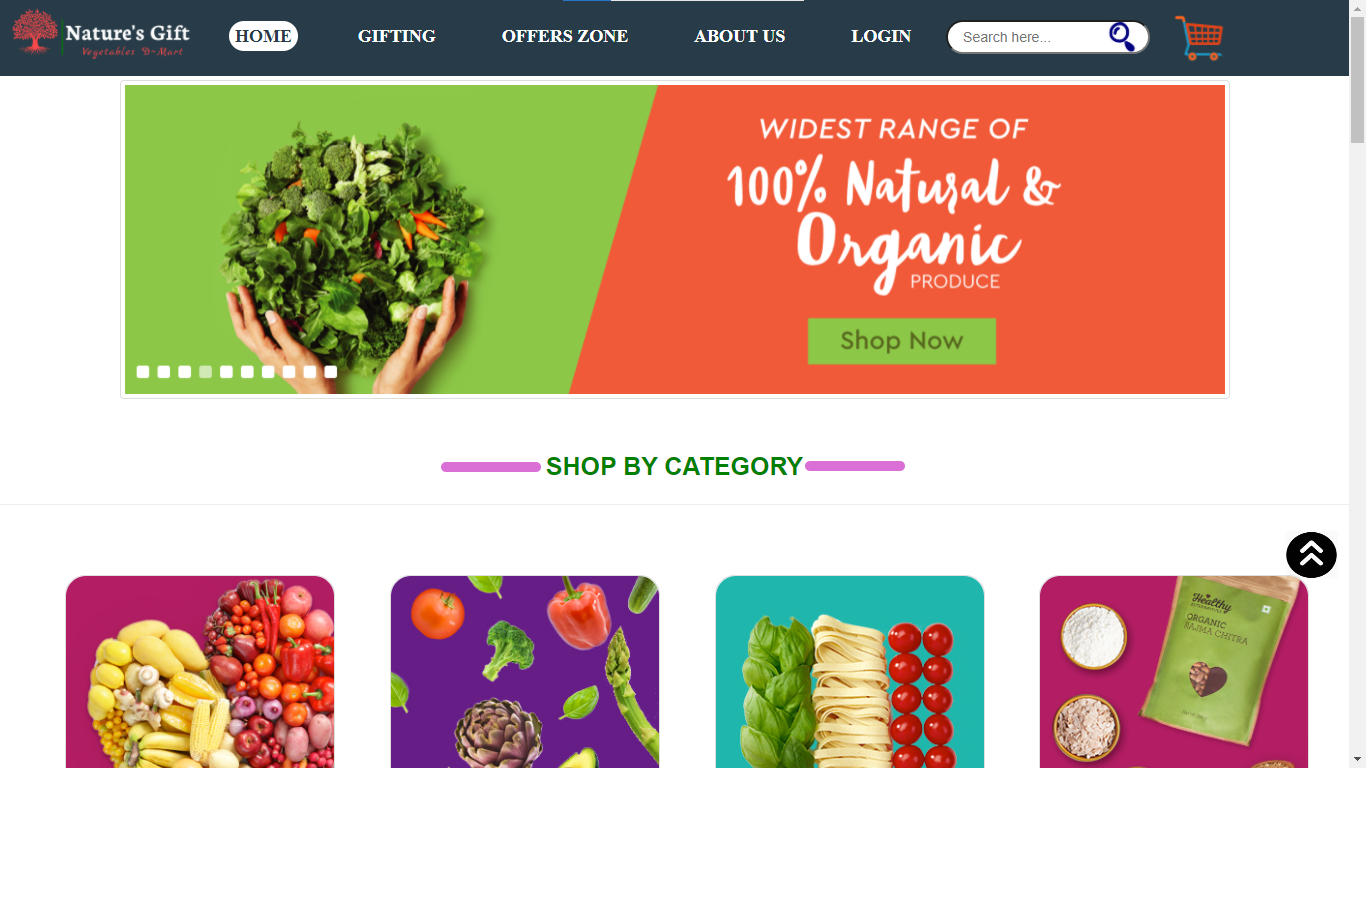 Nature's Gift
Vegetables D-Mart
HOME
GIFTING
OFFERS ZONE
ABOUT US
LOGIN
Search here...
WIDEST RANGE OF
100% Natural &
Organic
PRODUCE
Shop Now
SHOP BY CATEGORY
Healthy
ORGANIC
RAJMA CHITRA